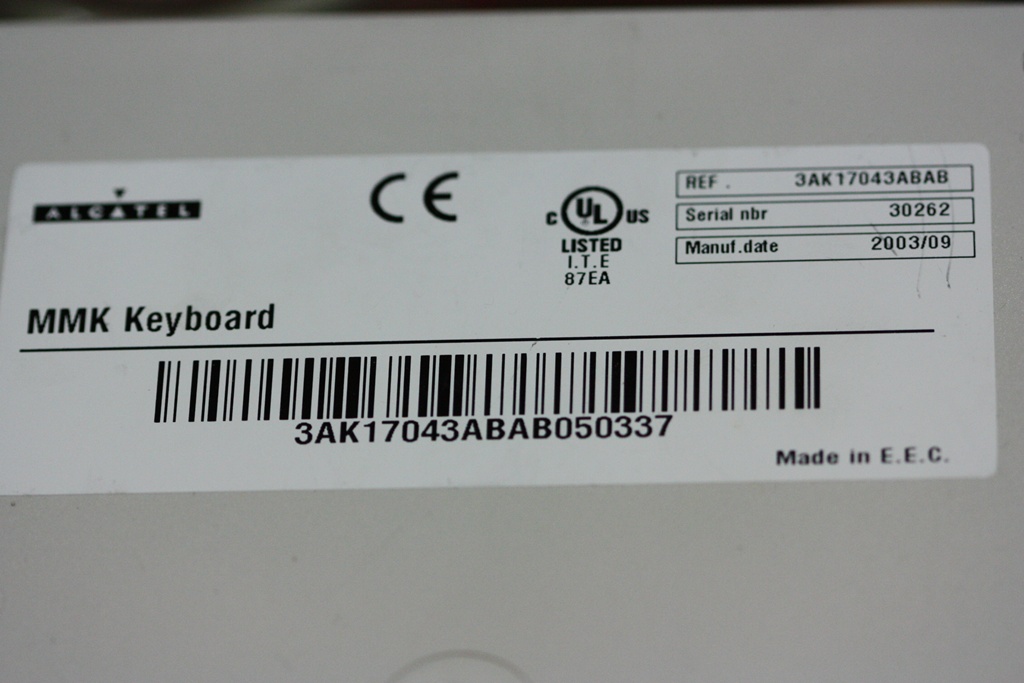 ALCATEL
CE
C UL US
LISTED
I.T.E
87EA
REF . 3AK17043ABAB
Serial nbr 30262
Manuf.date 2003/09
MMK Keyboard
3AK17043ABAB050337
Made in E.E.C.